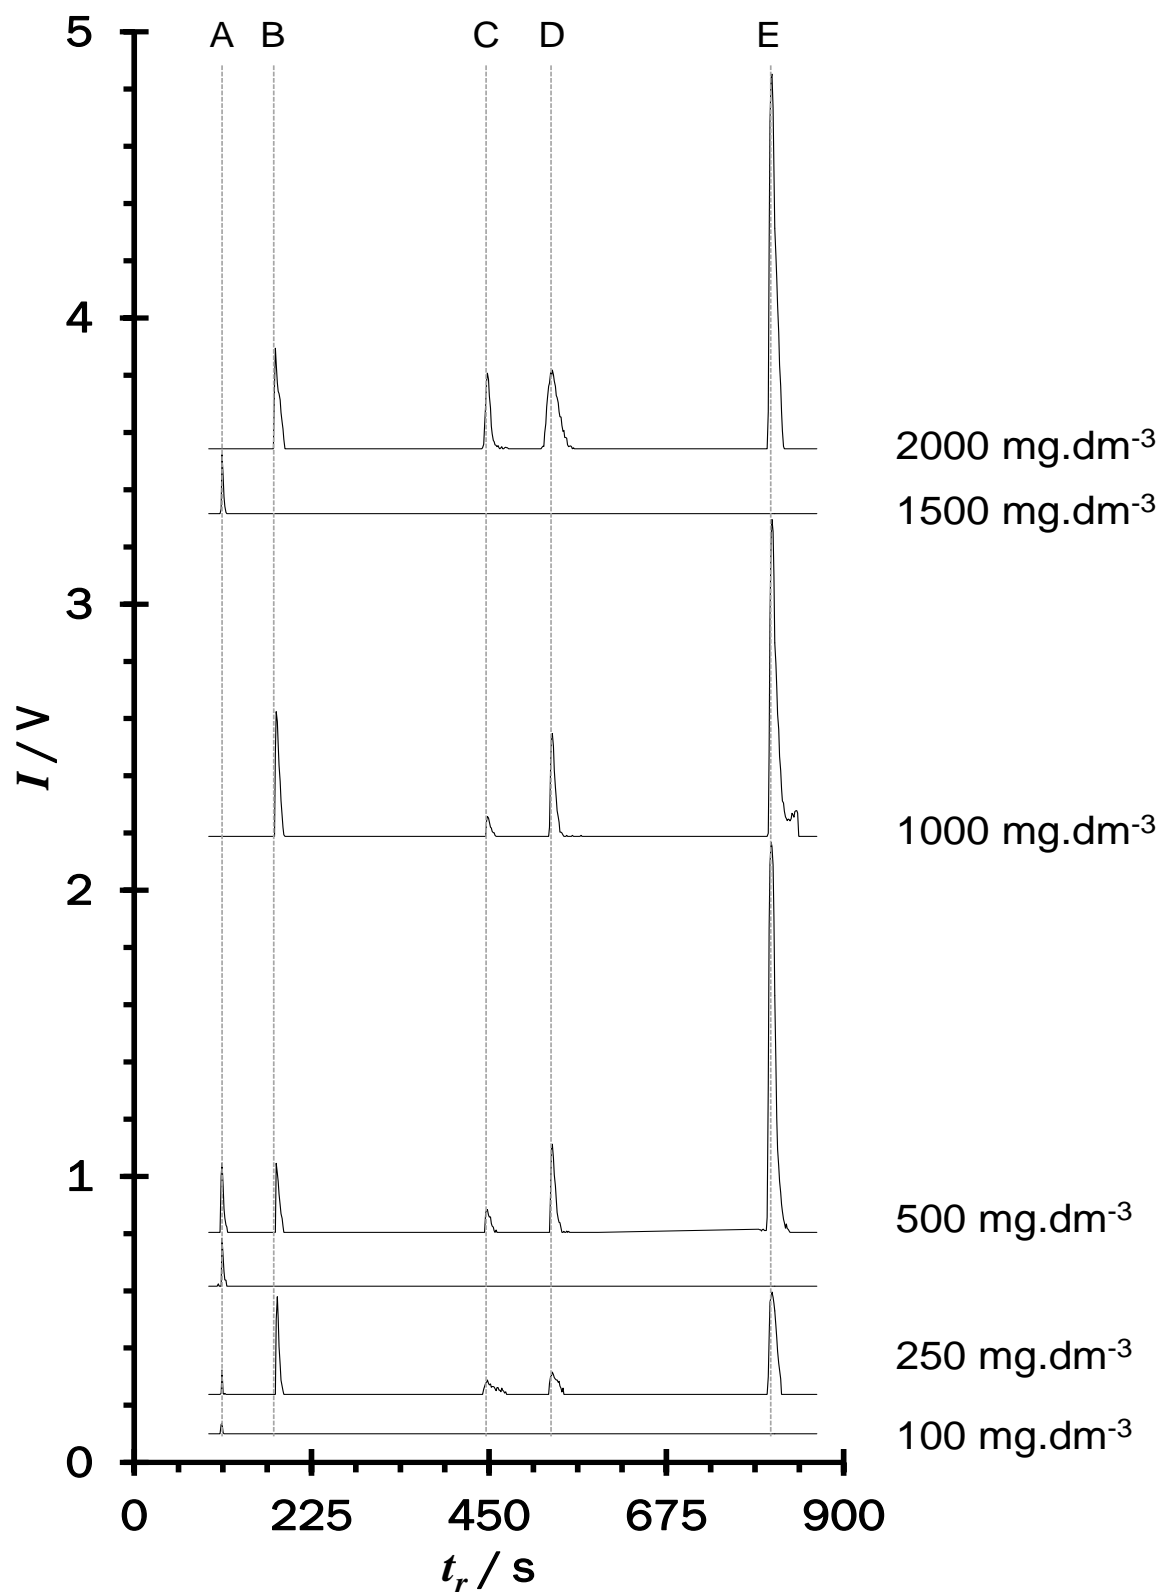 A B C D E
5
4
2000 mg.dm-3
1500 mg.dm-3
3
I / V
1000 mg.dm-3
2
1
500 mg.dm-3
250 mg.dm-3
100 mg.dm-3
0
0 225 450 675 900
tr / s